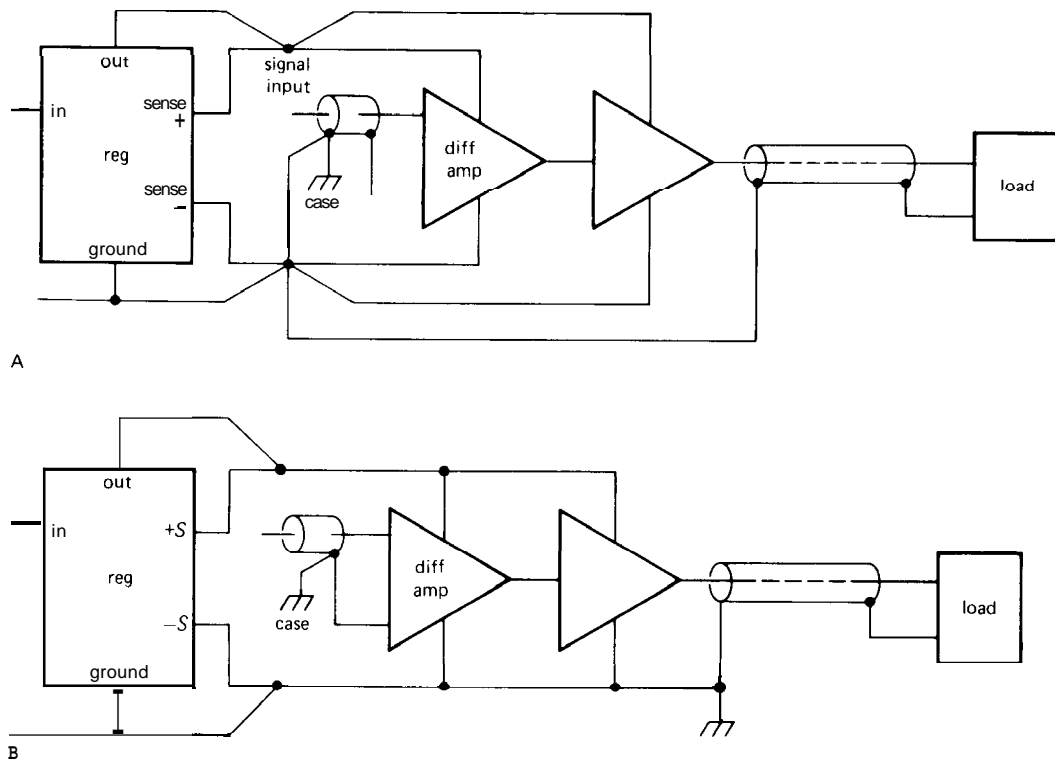 out
in
sense
+
reg
sense
−
ground
signal
input
case
diff
amp
load
A
out
in
+S
reg
−S
ground
case
diff
amp
load
B